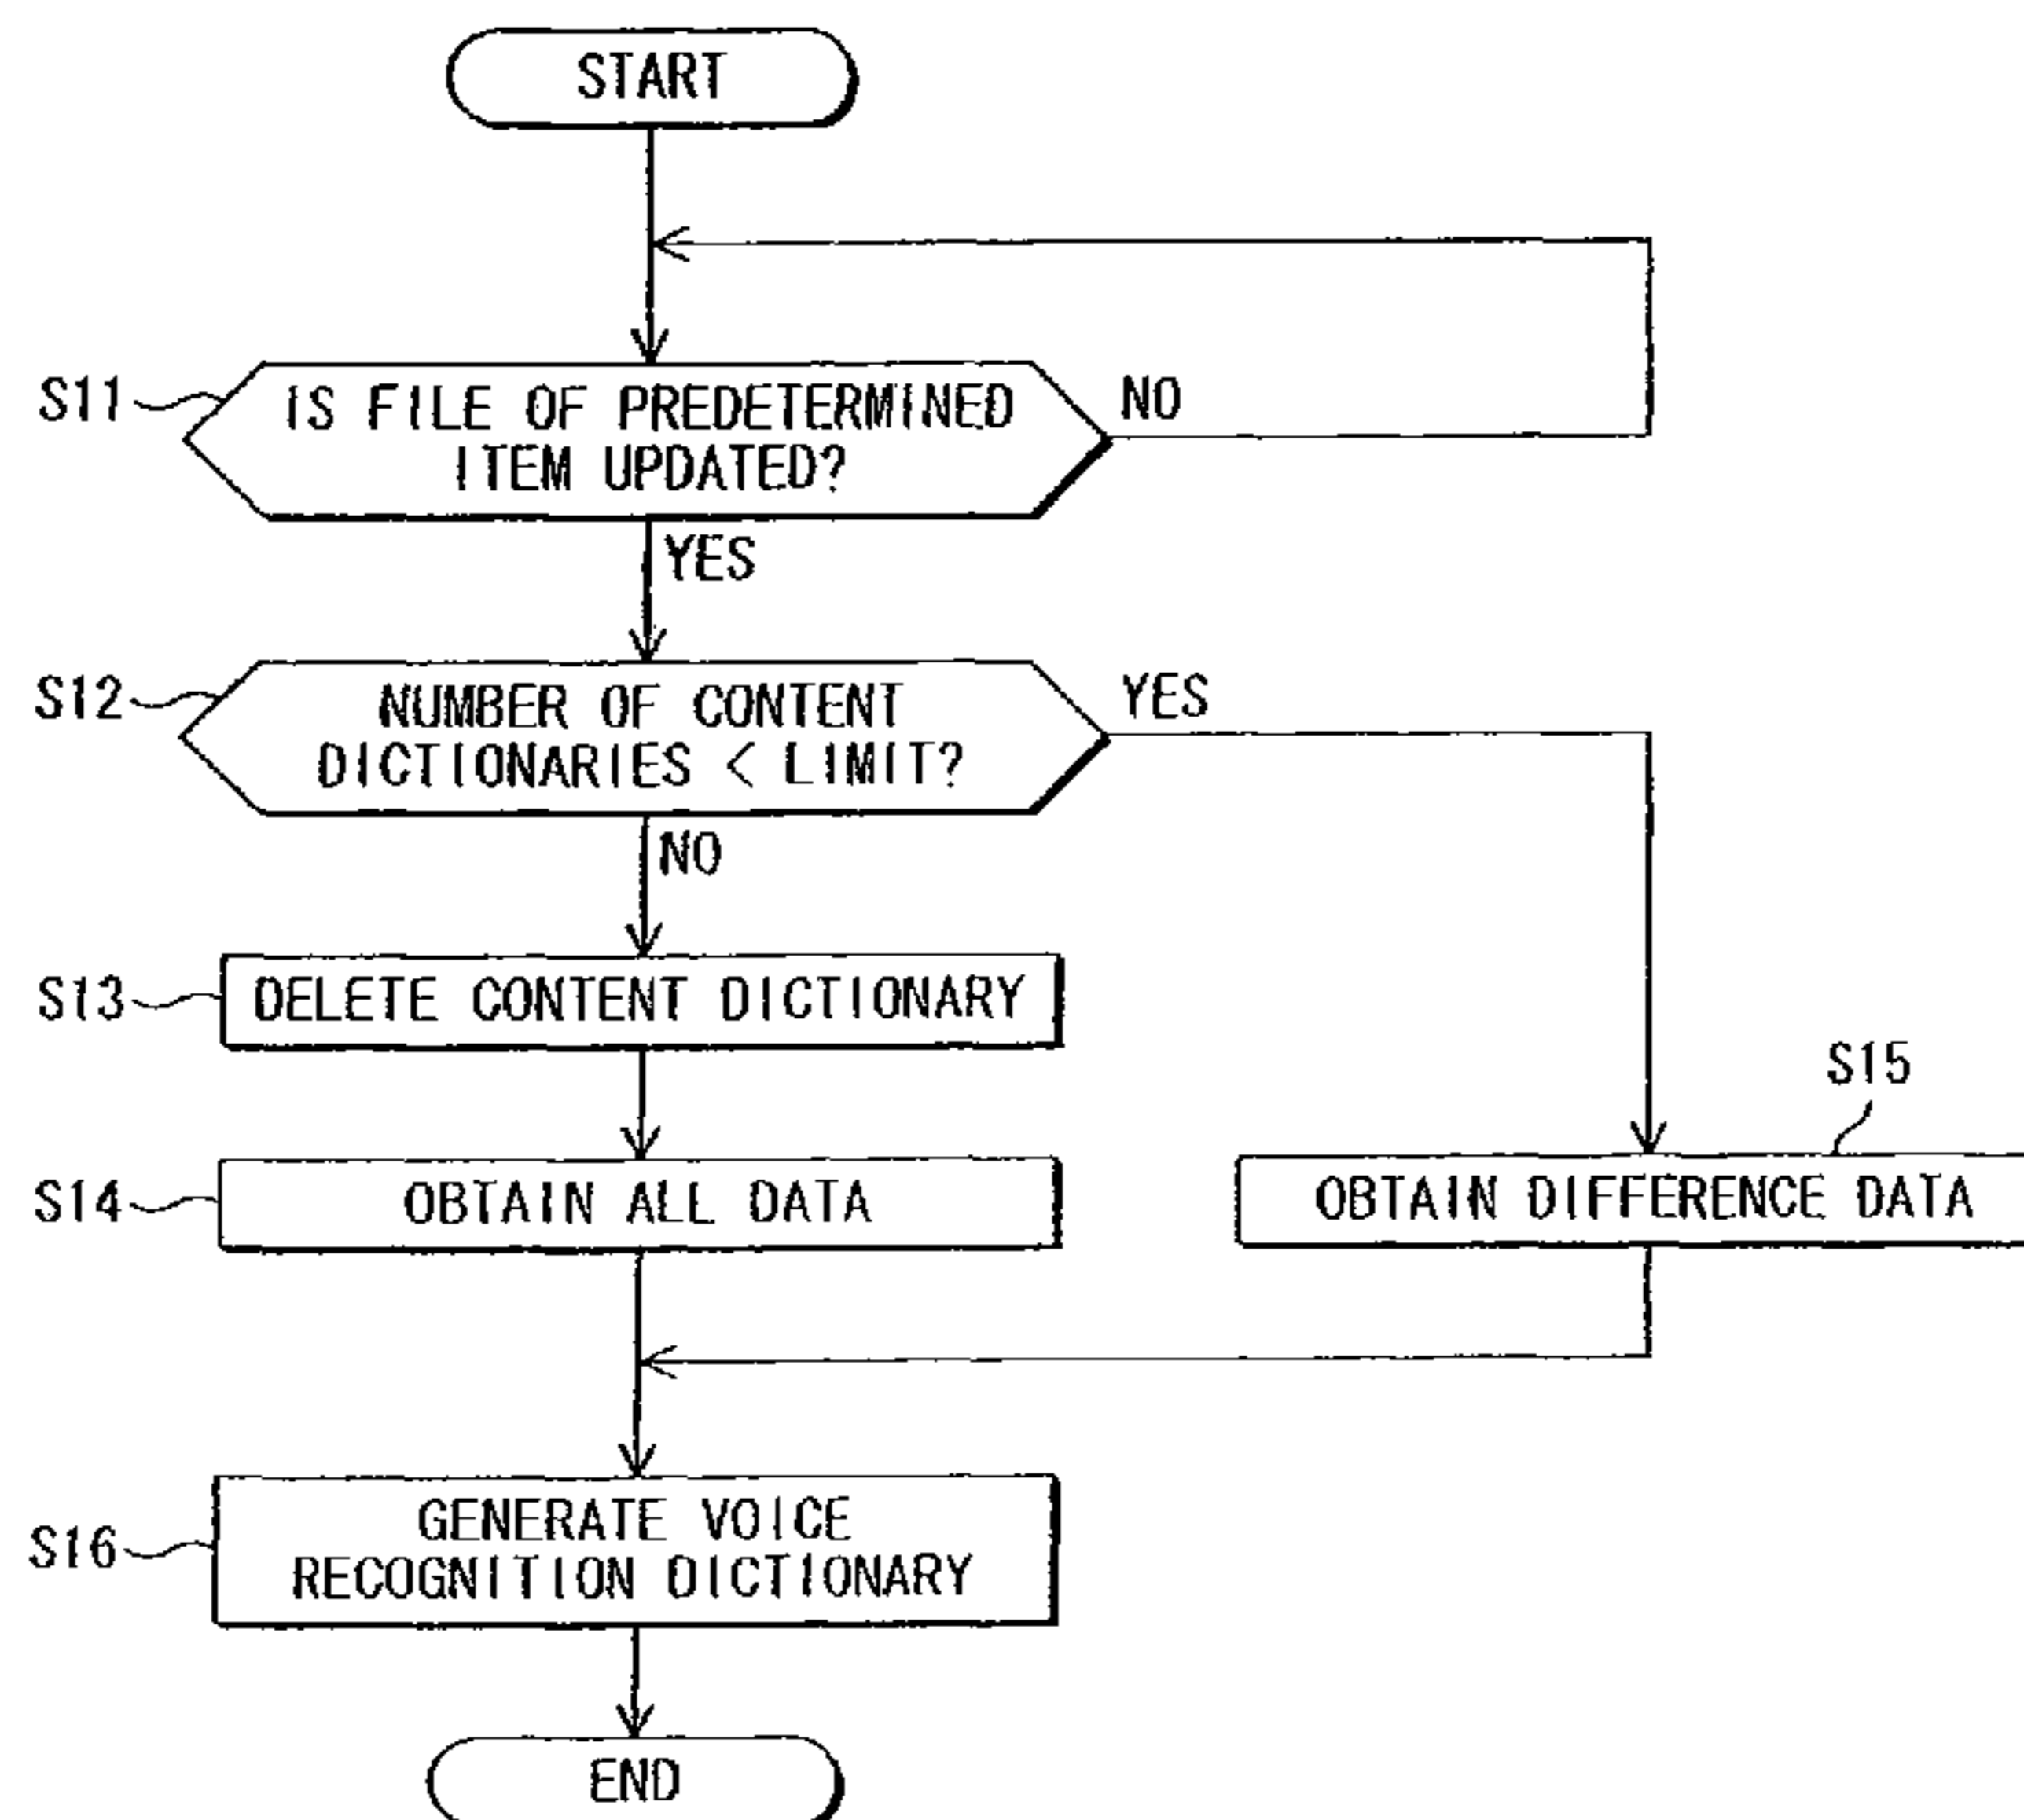 START
S11
IS FILE OF PREDETERMINED
ITEM UPDATED?
NO
YES
S12
NUMBER OF CONTENT
DICTIONARIES < LIMIT?
YES
NO
S13
DELETE CONTENT DICTIONARY
S14
OBTAIN ALL DATA
S15
OBTAIN DIFFERENCE DATA
S16
GENERATE VOICE
RECOGNITION DICTIONARY
END